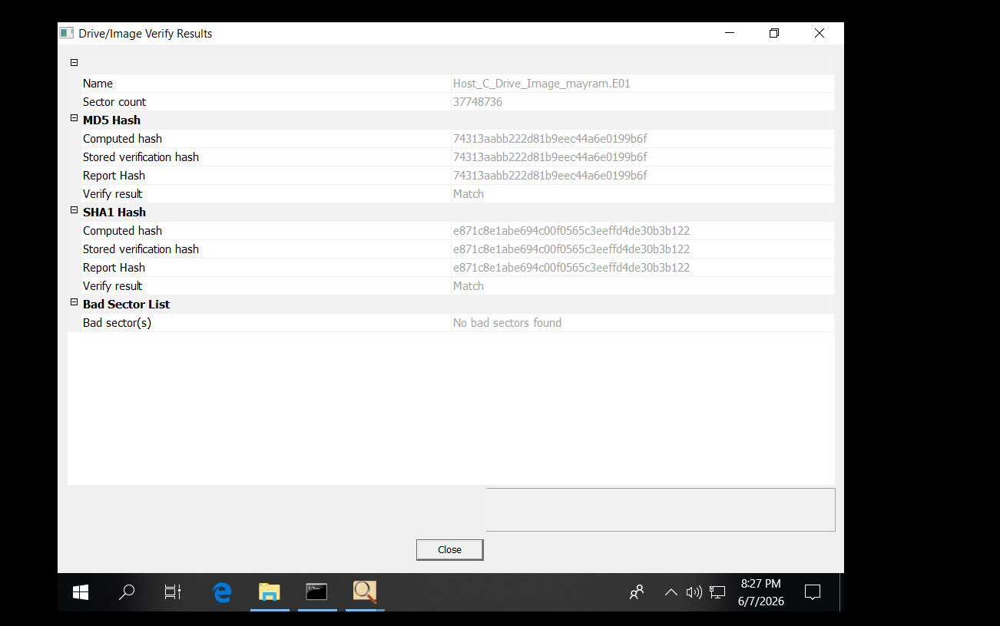 Drive/Image Verify Results
Name Host_C_Drive_Image_mayram.E01
Sector count 37748736
MD5 Hash
Computed hash 74313aabb222d81b9eec44a6e0199b6f
Stored verification hash 74313aabb222d81b9eec44a6e0199b6f
Report Hash 74313aabb222d81b9eec44a6e0199b6f
Verify result Match
SHA1 Hash
Computed hash e871c8e1abe694c00f0565c3eeffd4de30b3b122
Stored verification hash e871c8e1abe694c00f0565c3eeffd4de30b3b122
Report Hash e871c8e1abe694c00f0565c3eeffd4de30b3b122
Verify result Match
Bad Sector List
Bad sector(s) No bad sectors found
Close
8:27 PM
6/7/2026